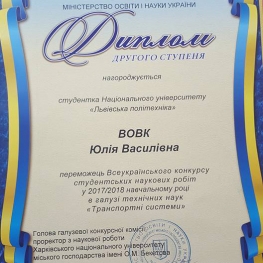 МІНІСТЕРСТВО ОСВІТИ І НАУКИ УКРАЇНИ
Диплом
ДРУГОГО СТУПЕНЯ
нагороджується
студентка Національного університету
«Львівська політехніка»
ВОВК
Юлія Василівна
переможець Всеукраїнського конкурсу
студентських наукових робіт
у 2017/2018 навчальному році
в галузі технічних наук
«Транспортні системи»
Голова галузевої конкурсної комісії,
проректор з наукової роботи
Харківського національного університету
міського господарства імені О.М. Бекетова